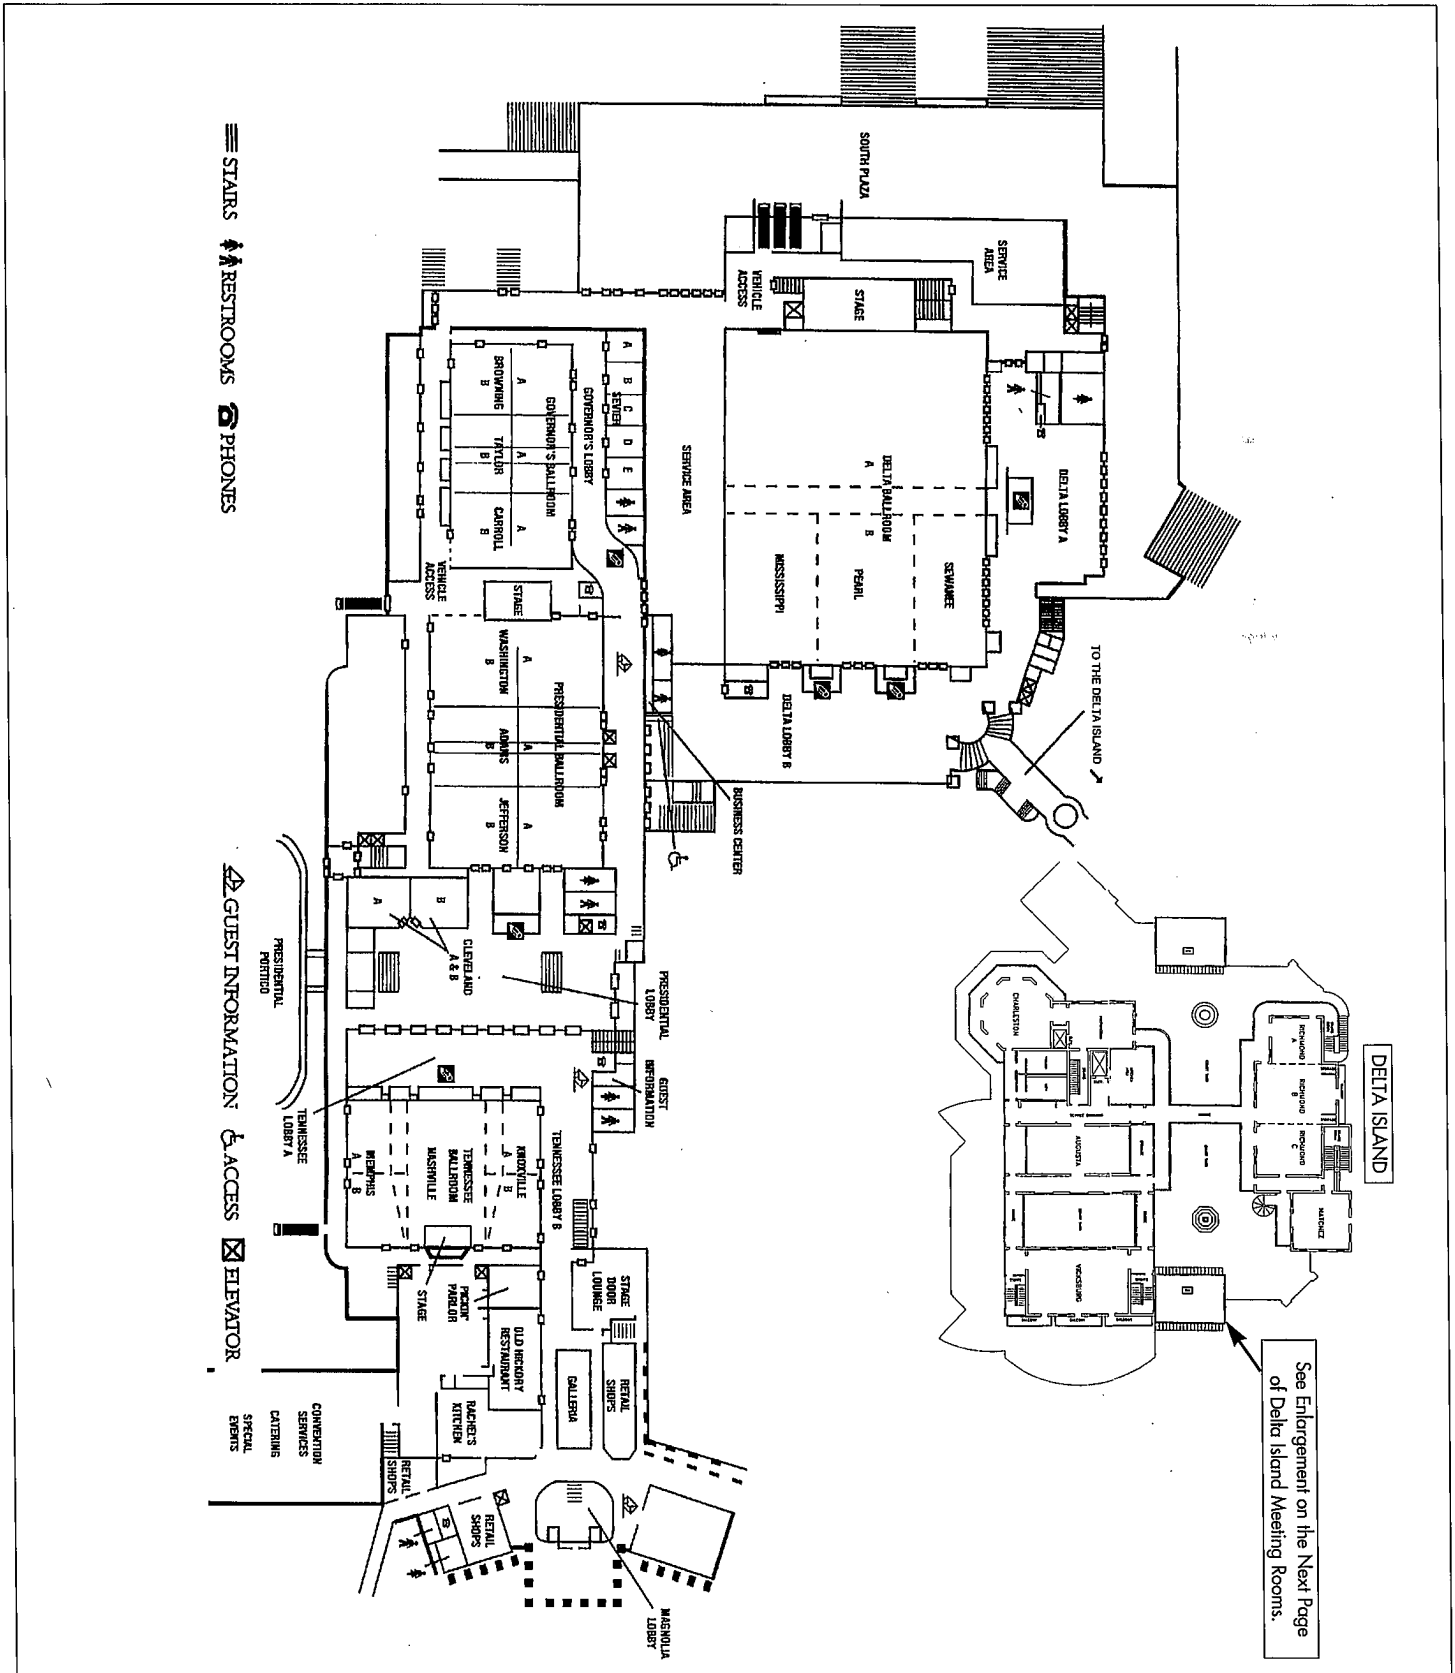 DELTA ISLAND
See Enlargement on the Next Page
of Delta Island Meeting Rooms.
RICHMOND
A
RICHMOND
B
RICHMOND
C
NATCHEZ
CHARLESTON
AUGUSTA
VICKSBURG
TO THE DELTA ISLAND
SOUTH PLAZA
SERVICE
AREA
VEHICLE
ACCESS
STAGE
DELTA LOBBY A
DELTA BALLROOM
A
B
SEWANEE
PEARL
MISSISSIPPI
DELTA LOBBY B
SERVICE AREA
BUSINESS CENTER
A
B
C
D
E
SEVIER
GOVERNOR'S LOBBY
GOVERNOR'S BALLROOM
A
BROWNING
B
A
TAYLOR
B
A
CARROLL
B
VEHICLE
ACCESS
STAGE
PRESIDENTIAL BALLROOM
A
WASHINGTON
B
A
ADAMS
B
A
JEFFERSON
B
A
B
CLEVELAND
A & B
PRESIDENTIAL
LOBBY
PRESIDENTIAL
PORTICO
GUEST
INFORMATION
TENNESSEE
LOBBY A
TENNESSEE LOBBY B
KNOXVILLE
A
B
TENNESSEE
BALLROOM
NASHVILLE
MEMPHIS
A
B
STAGE
PICKIN'
PARLOR
STAGE
DOOR
LOUNGE
OLD HICKORY
RESTAURANT
GALLERIA
RETAIL
SHOPS
RACHEL'S
KITCHEN
RETAIL
SHOPS
RETAIL
SHOPS
MAGNOLIA
LOBBY
CONVENTION
SERVICES
CATERING
SPECIAL
EVENTS
STAIRS RESTROOMS PHONES GUEST INFORMATION ACCESS ELEVATOR